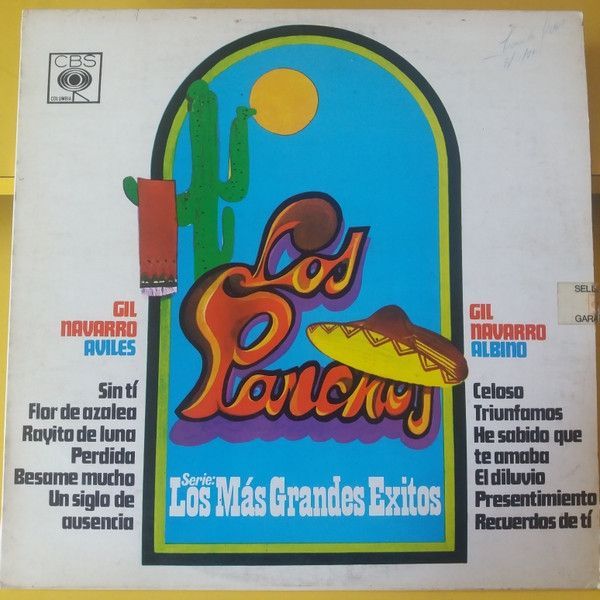 CBS
COLUMBIA
Los
Panchos
GIL
NAVARRO
AVILES
Sin tí
Flor de azalea
Rayito de luna
Perdida
Besame mucho
Un siglo de
ausencia
GIL
NAVARRO
ALBINO
Celoso
Triunfamos
He sabido que
te amaba
El diluvio
Presentimiento
Recuerdos de tí
Serie:
Los Más Grandes Exitos
SELL
GARA